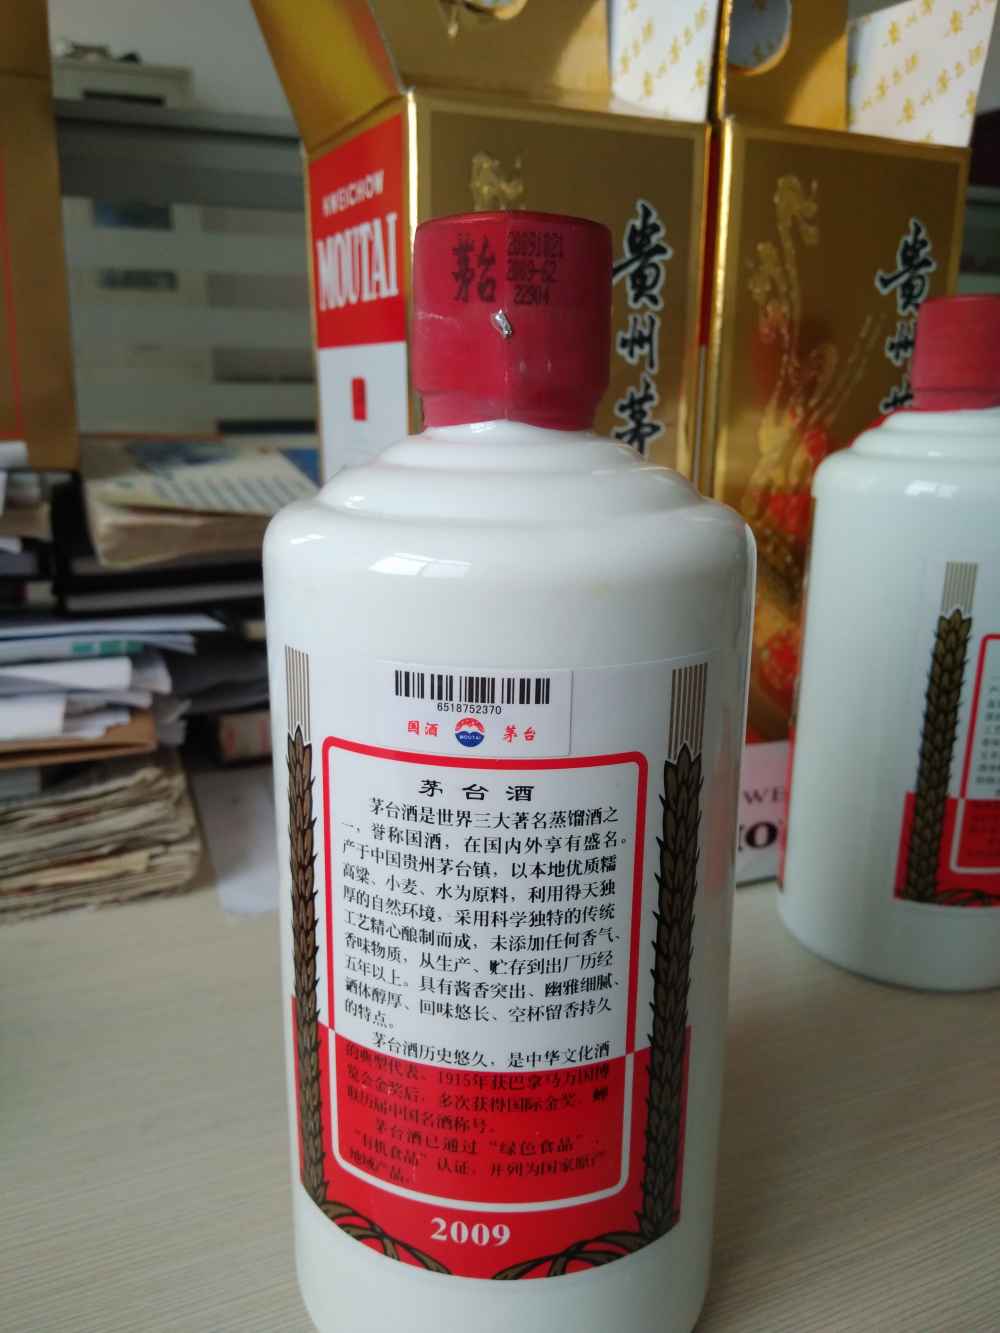 KWEICHOW
MOUTAI
貴州茅
貴州
茅台
20091021
2009-62
22904
6518752370
国酒
MOUTAI
茅台
茅台酒
茅台酒是世界三大著名蒸馏酒之
一，誉称国酒，在国内外享有盛名。
产于中国贵州茅台镇，以本地优质糯
高粱、小麦、水为原料，利用得天独
厚的自然环境，采用科学独特的传统
工艺精心酿制而成，未添加任何香气、
香味物质，从生产、贮存到出厂历经
五年以上。具有酱香突出、幽雅细腻、
酒体醇厚、回味悠长、空杯留香持久
的特点。
茅台酒历史悠久，是中华文化酒
的典型代表。1915年获巴拿马万国博
览会金奖后，多次获得国际金奖，蝉
联历届中国名酒称号。
茅台酒已通过“绿色食品”、
“有机食品”认证，并列为国家原产
地域产品。
2009